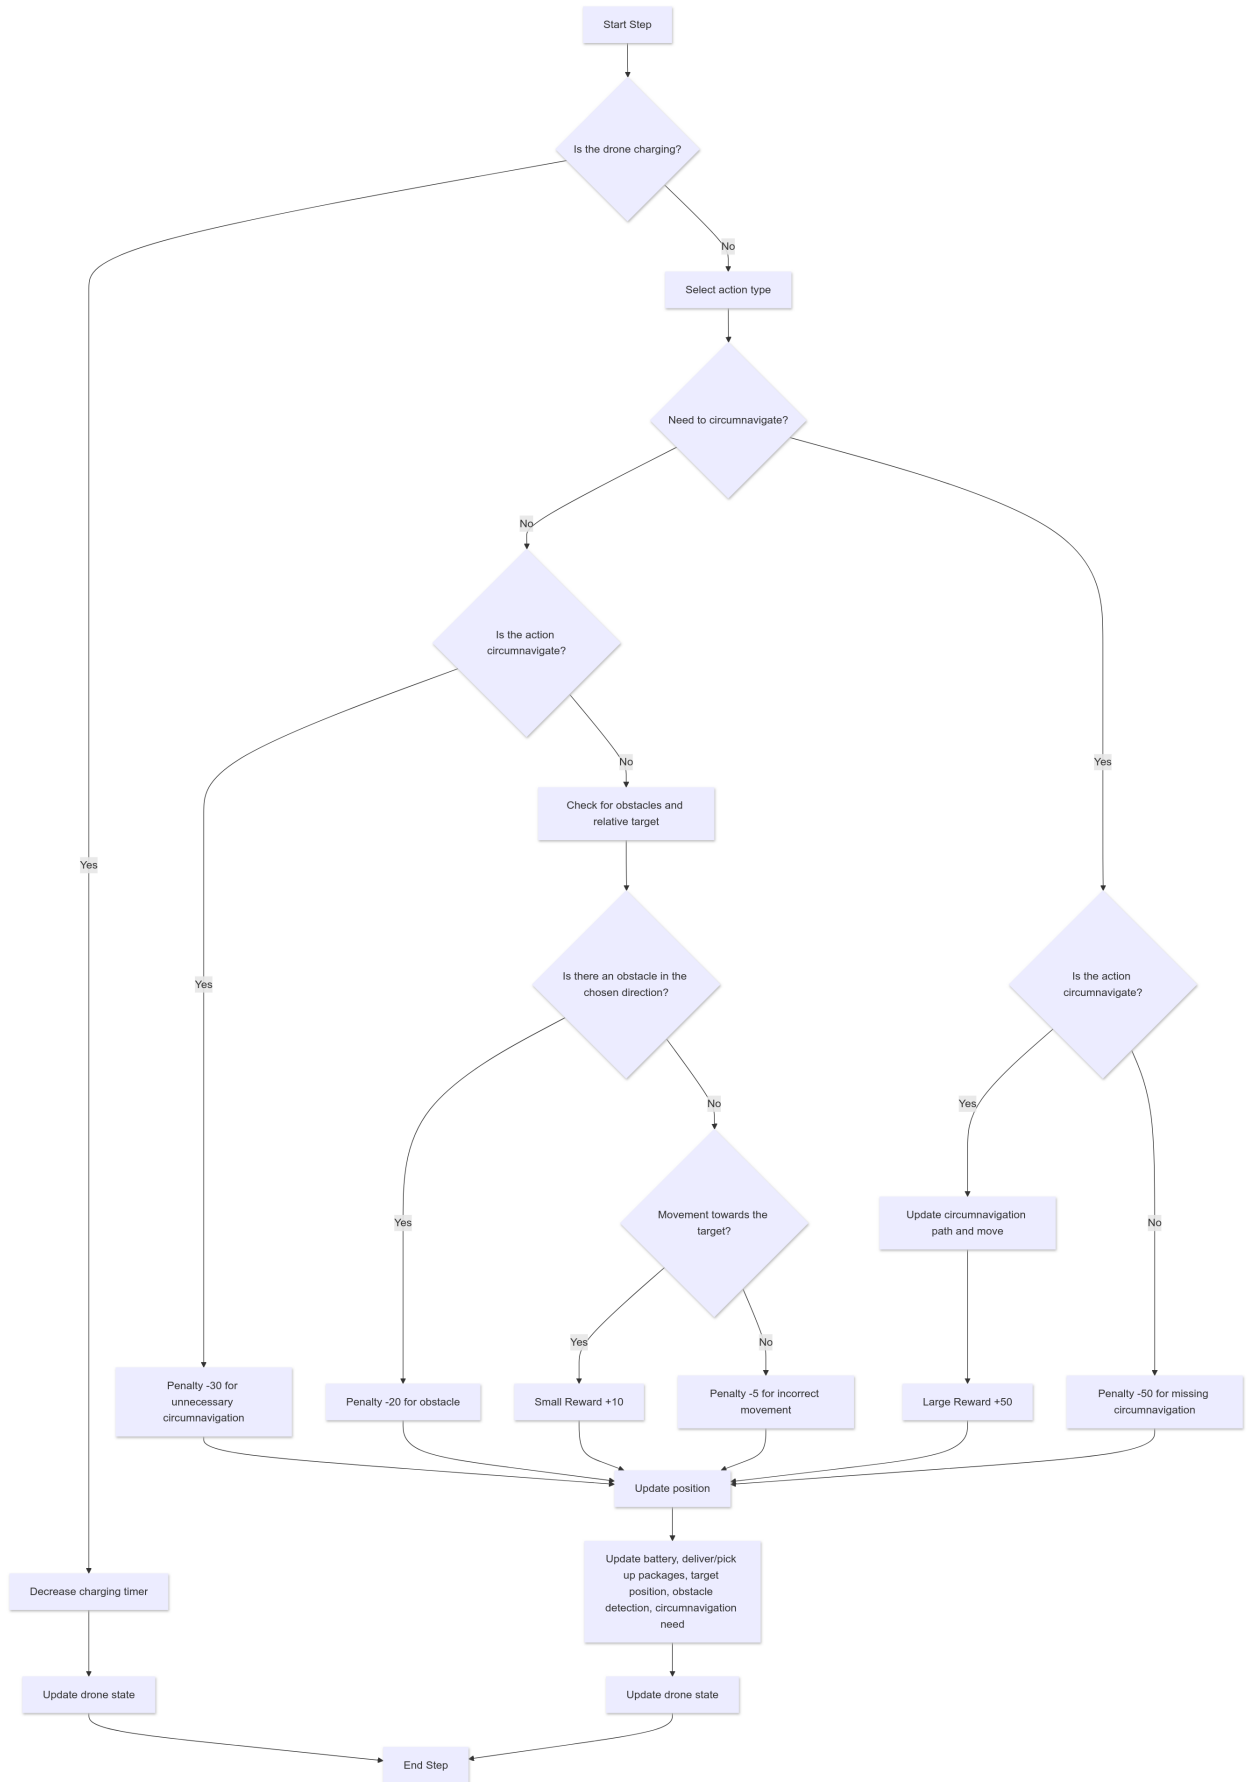 Start Step
Is the drone charging?
No
Select action type
Need to circumnavigate?
No
Is the action
circumnavigate?
No
Yes
Check for obstacles and
relative target
Yes
Yes
Is there an obstacle in the
chosen direction?
Is the action
circumnavigate?
No
Yes
Yes
Movement towards the
target?
Update circumnavigation
path and move
No
Yes
No
Penalty -30 for
unnecessary
circumnavigation
Penalty -20 for obstacle
Small Reward +10
Penalty -5 for incorrect
movement
Large Reward +50
Penalty -50 for missing
circumnavigation
Update position
Update battery, deliver/pick
up packages, target
position, obstacle
detection, circumnavigation
need
Decrease charging timer
Update drone state
Update drone state
End Step